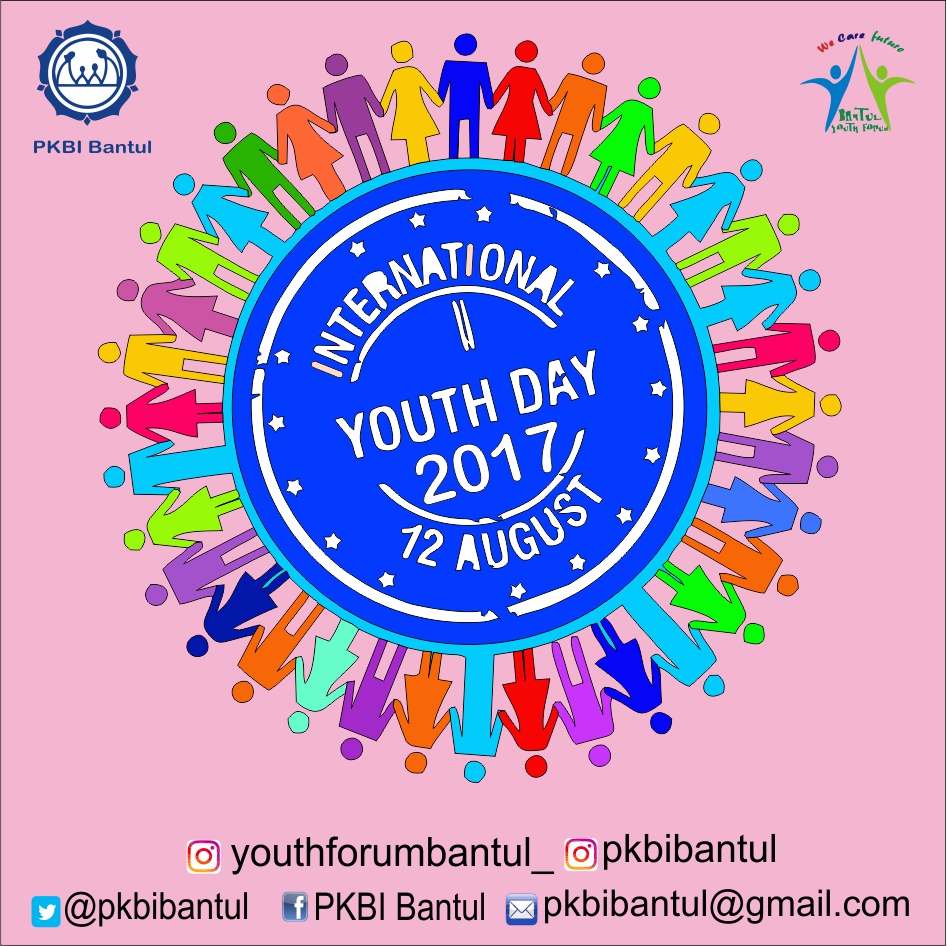 PKBI Bantul
We Care future
BANTUL
YOUTH FORUM
INTERNATIONAL
YOUTH DAY
2017
12 AUGUST
youthforumbantul_ pkbibantul
@pkbibantul PKBI Bantul pkbibantul@gmail.com